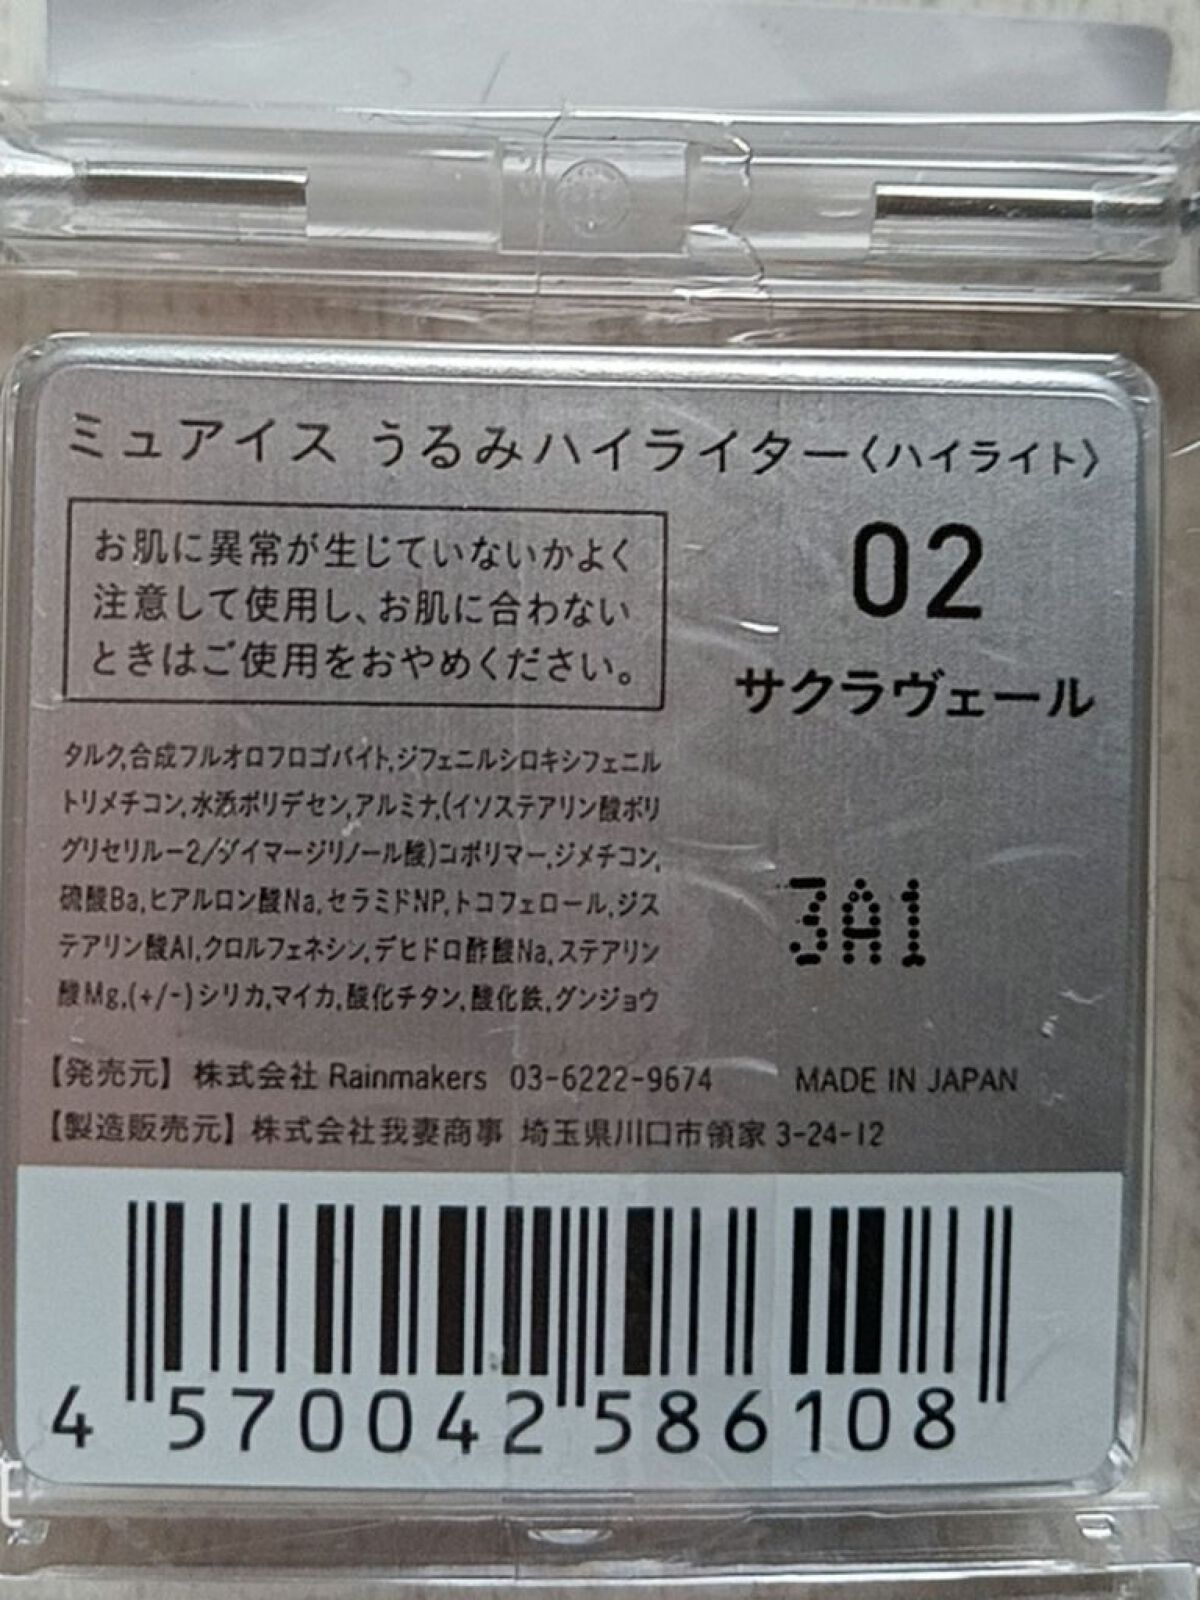 ミュアイス うるみハイライター〈ハイライト〉
お肌に異常が生じていないかよく
注意して使用し、お肌に合わない
ときはご使用をおやめください。
02
サクラヴェール
タルク,合成フルオロフロゴパイト,ジフェニルシロキシフェニル
トリメチコン,水添ポリデセン,アルミナ,(イソステアリン酸ポリ
グリセリル-2/ダイマージリノール酸)コポリマー,ジメチコン,
硫酸Ba,ヒアルロン酸Na,セラミドNP,トコフェロール,ジス
テアリン酸Al,クロルフェネシン,デヒドロ酢酸Na,ステアリン
酸Mg,(+/-)シリカ,マイカ,酸化チタン,酸化鉄,グンジョウ
3A1
【発売元】株式会社 Rainmakers 03-6222-9674 MADE IN JAPAN
【製造販売元】株式会社我妻商事 埼玉県川口市領家 3-24-12
4 570042 586108